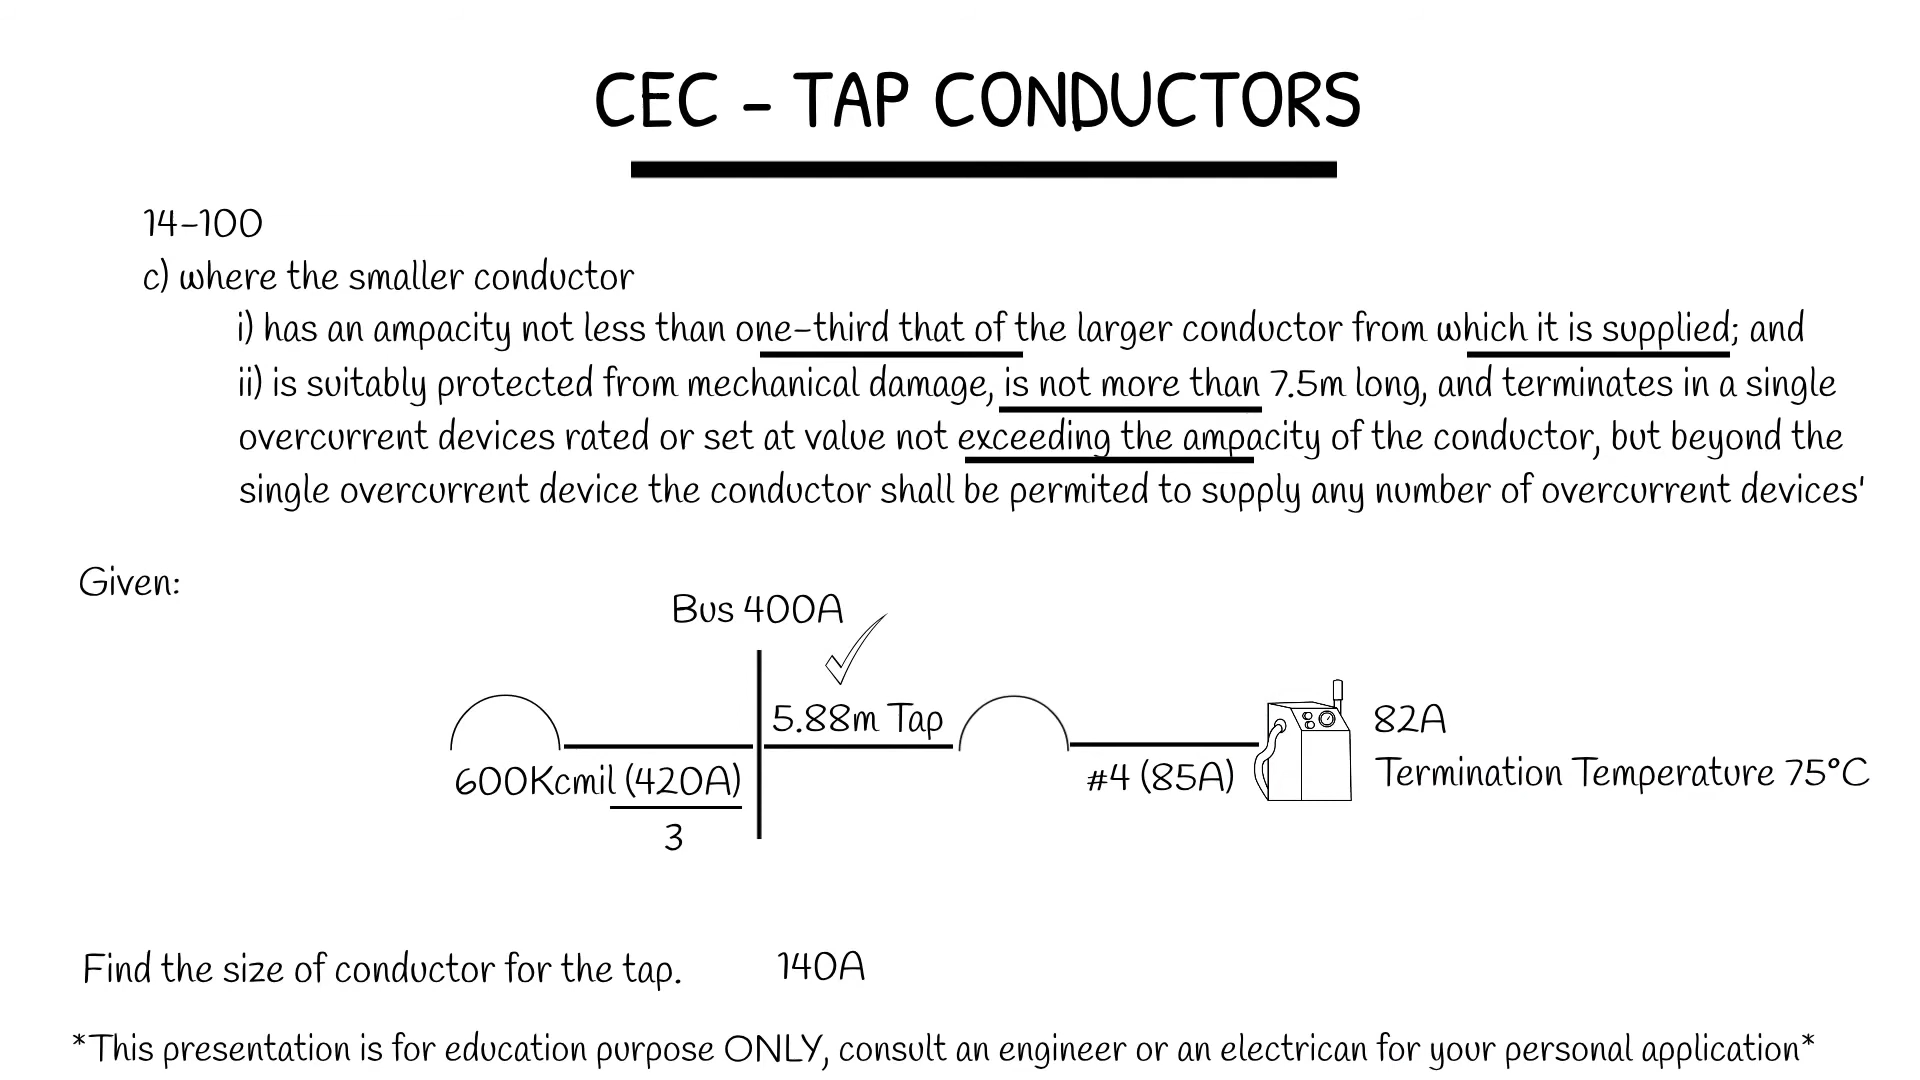 CEC - TAP CONDUCTORS
14-100
c) where the smaller conductor
i) has an ampacity not less than one-third that of the larger conductor from which it is supplied; and
ii) is suitably protected from mechanical damage, is not more than 7.5m long, and terminates in a single
overcurrent devices rated or set at value not exceeding the ampacity of the conductor, but beyond the
single overcurrent device the conductor shall be permited to supply any number of overcurrent devices'
Given:
Bus 400A
5.88m Tap
82A
600Kcmil (420A)
3
#4 (85A)
Termination Temperature 75°C
Find the size of conductor for the tap.
140A
*This presentation is for education purpose ONLY, consult an engineer or an electrican for your personal application*